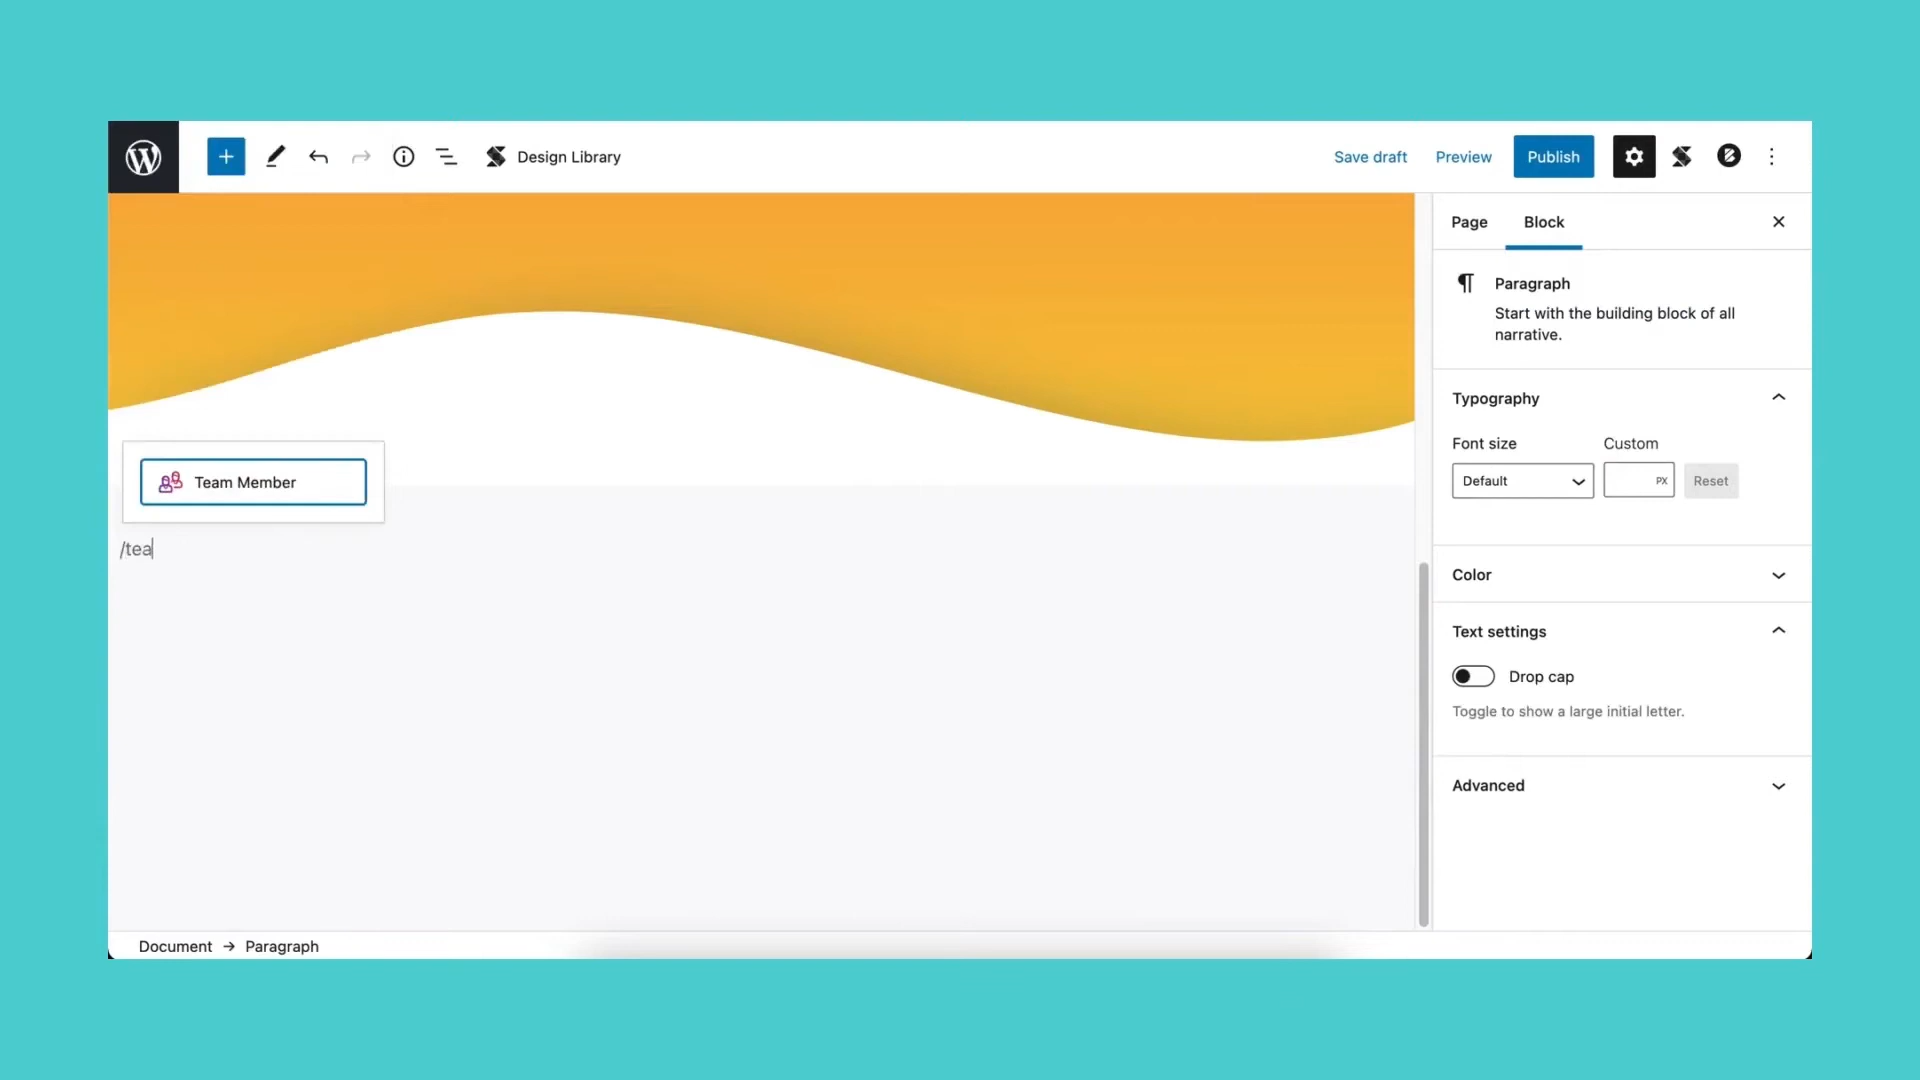 Design Library
Save draft
Preview
Publish
Page
Block
Paragraph
Start with the building block of all
narrative.
Typography
Font size
Custom
Default
PX
Reset
Team Member
/tea
Color
Text settings
Drop cap
Toggle to show a large initial letter.
Advanced
Document → Paragraph